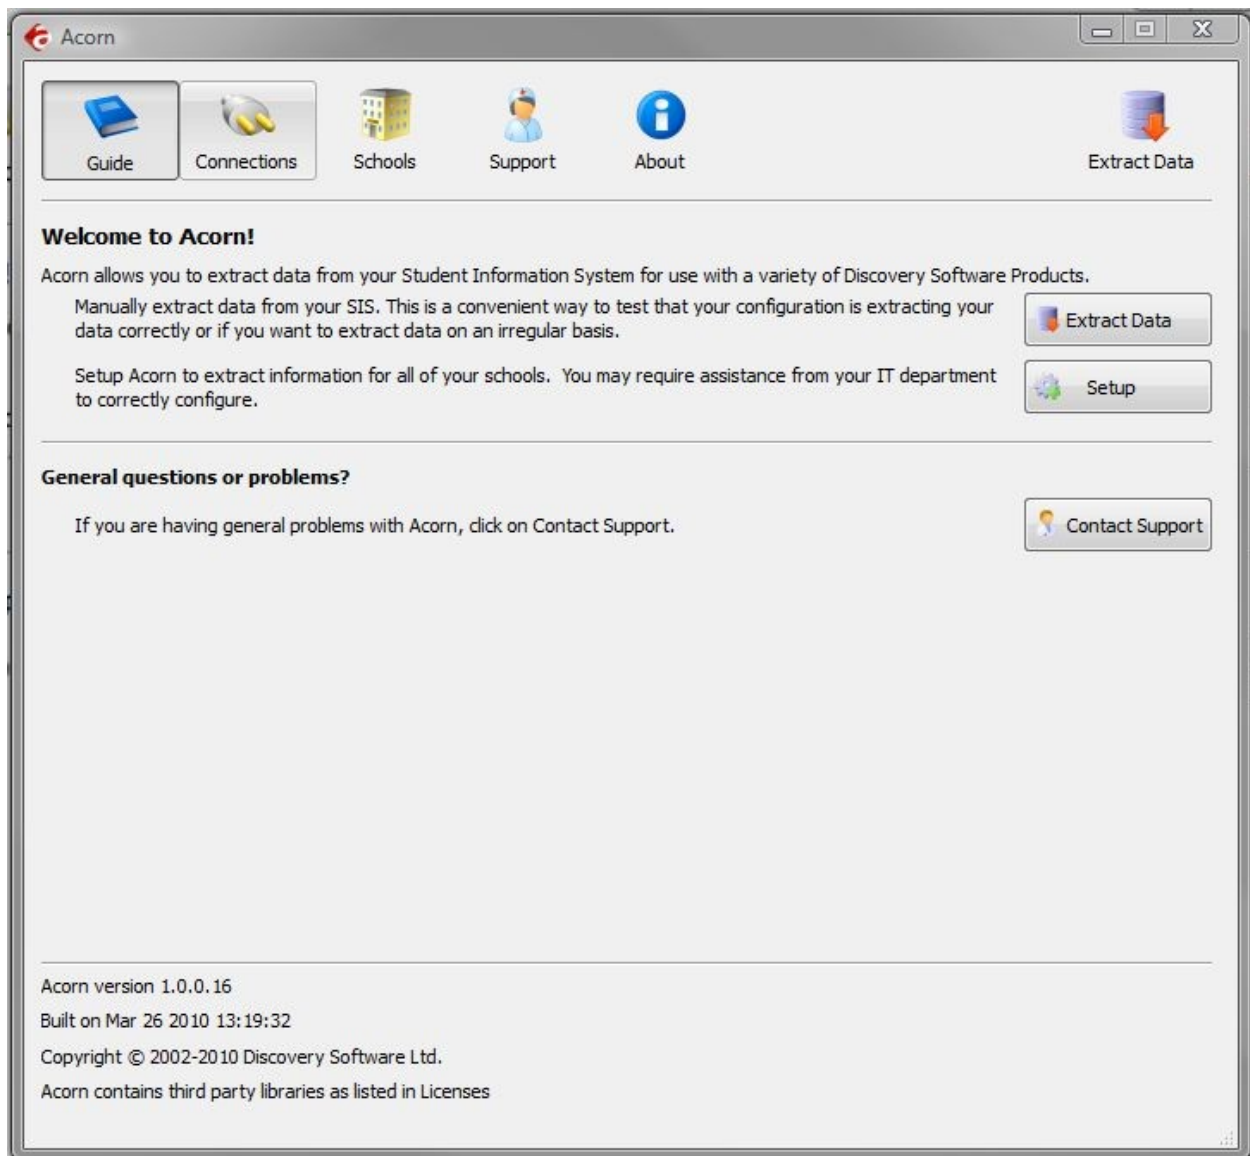 Acorn
Guide
Connections
Schools
Support
About
Extract Data
Welcome to Acorn!
Acorn allows you to extract data from your Student Information System for use with a variety of Discovery Software Products.
Manually extract data from your SIS. This is a convenient way to test that your configuration is extracting your
data correctly or if you want to extract data on an irregular basis.
Extract Data
Setup Acorn to extract information for all of your schools.  You may require assistance from your IT department
to correctly configure.
Setup
General questions or problems?
If you are having general problems with Acorn, click on Contact Support.
Contact Support
Acorn version 1.0.0.16
Built on Mar 26 2010 13:19:32
Copyright © 2002-2010 Discovery Software Ltd.
Acorn contains third party libraries as listed in Licenses